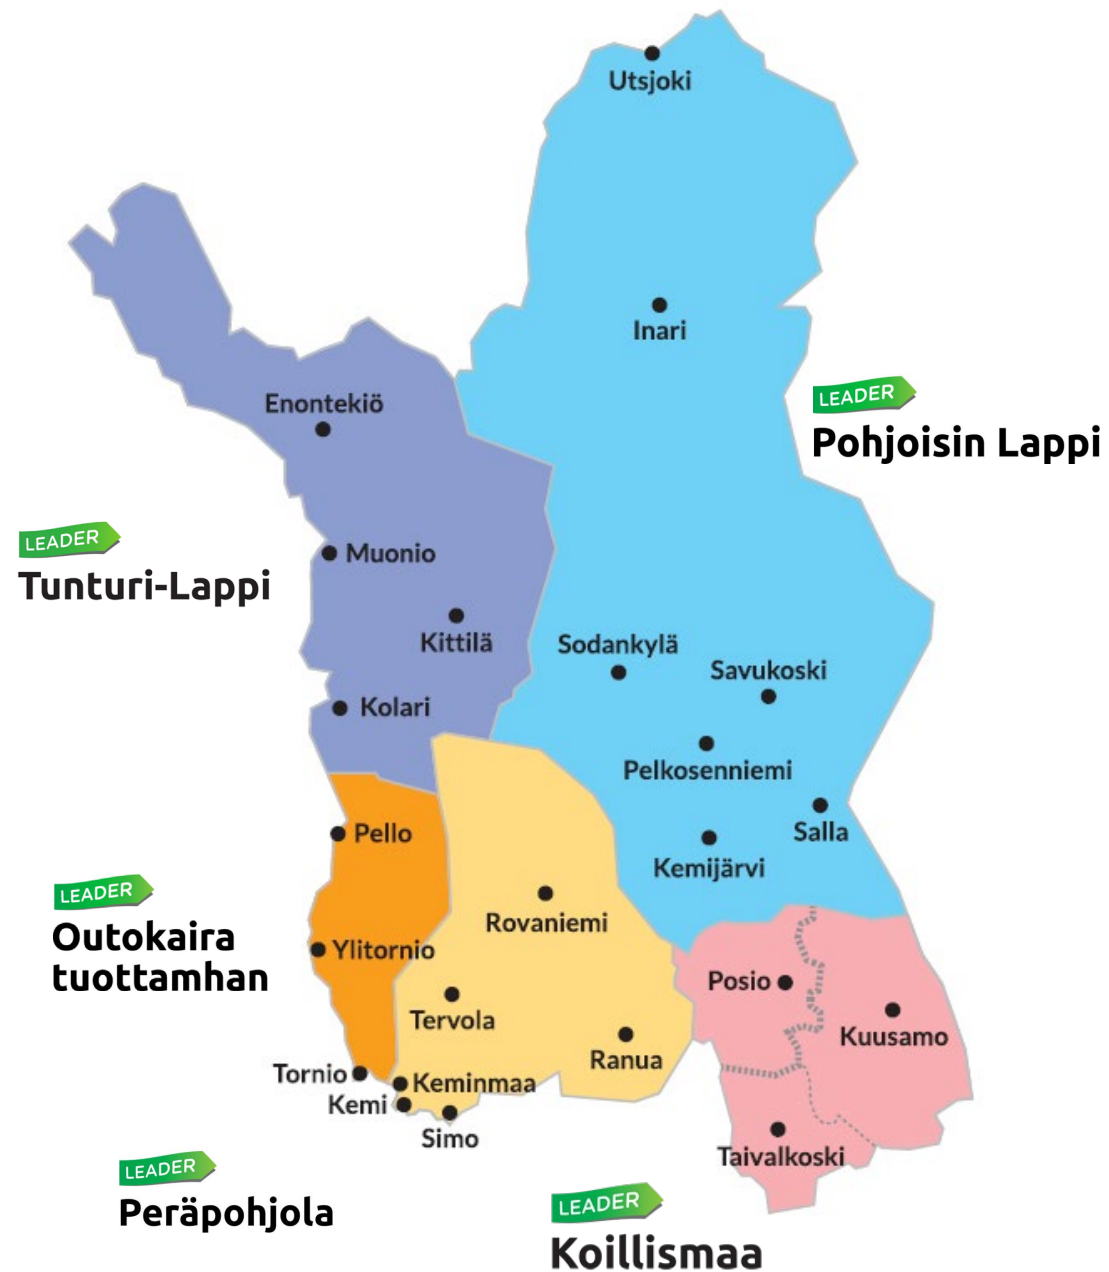 Utsjoki
Inari
LEADER
Pohjoisin Lappi
Enontekiö
LEADER
Tunturi-Lappi
Muonio
Kittilä
Kolari
Sodankylä
Savukoski
Pelkosenniemi
Salla
Kemijärvi
Pello
LEADER
Outokaira
tuottamhan
Ylitornio
Rovaniemi
Tervola
Ranua
Posio
Kuusamo
Tornio
Keminmaa
Kemi
Simo
Taivalkoski
LEADER
Peräpohjola
LEADER
Koillismaa